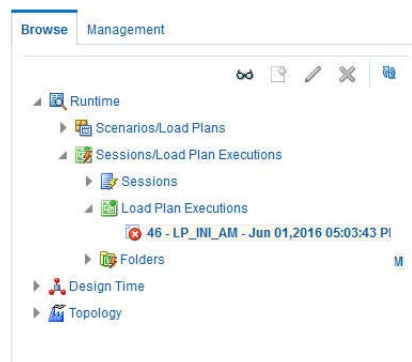 Browse Management
Runtime
Scenarios/Load Plans
Sessions/Load Plan Executions
Sessions
Load Plan Executions
46 - LP_INI_AM - Jun 01,2016 05:03:43 P
Folders M
Design Time
Topology